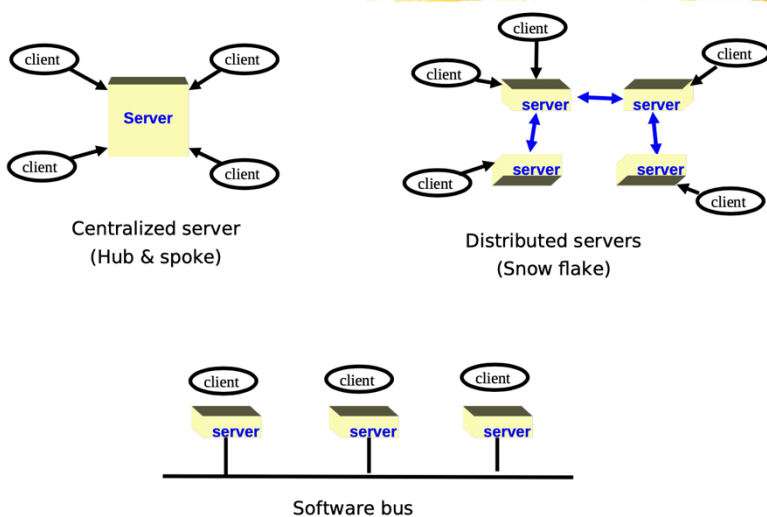 client
client
Server
client
client
Centralized server
(Hub & spoke)
client
client
client
server
server
server
server
client
client
Distributed servers
(Snow flake)
client
client
client
server
server
server
Software bus